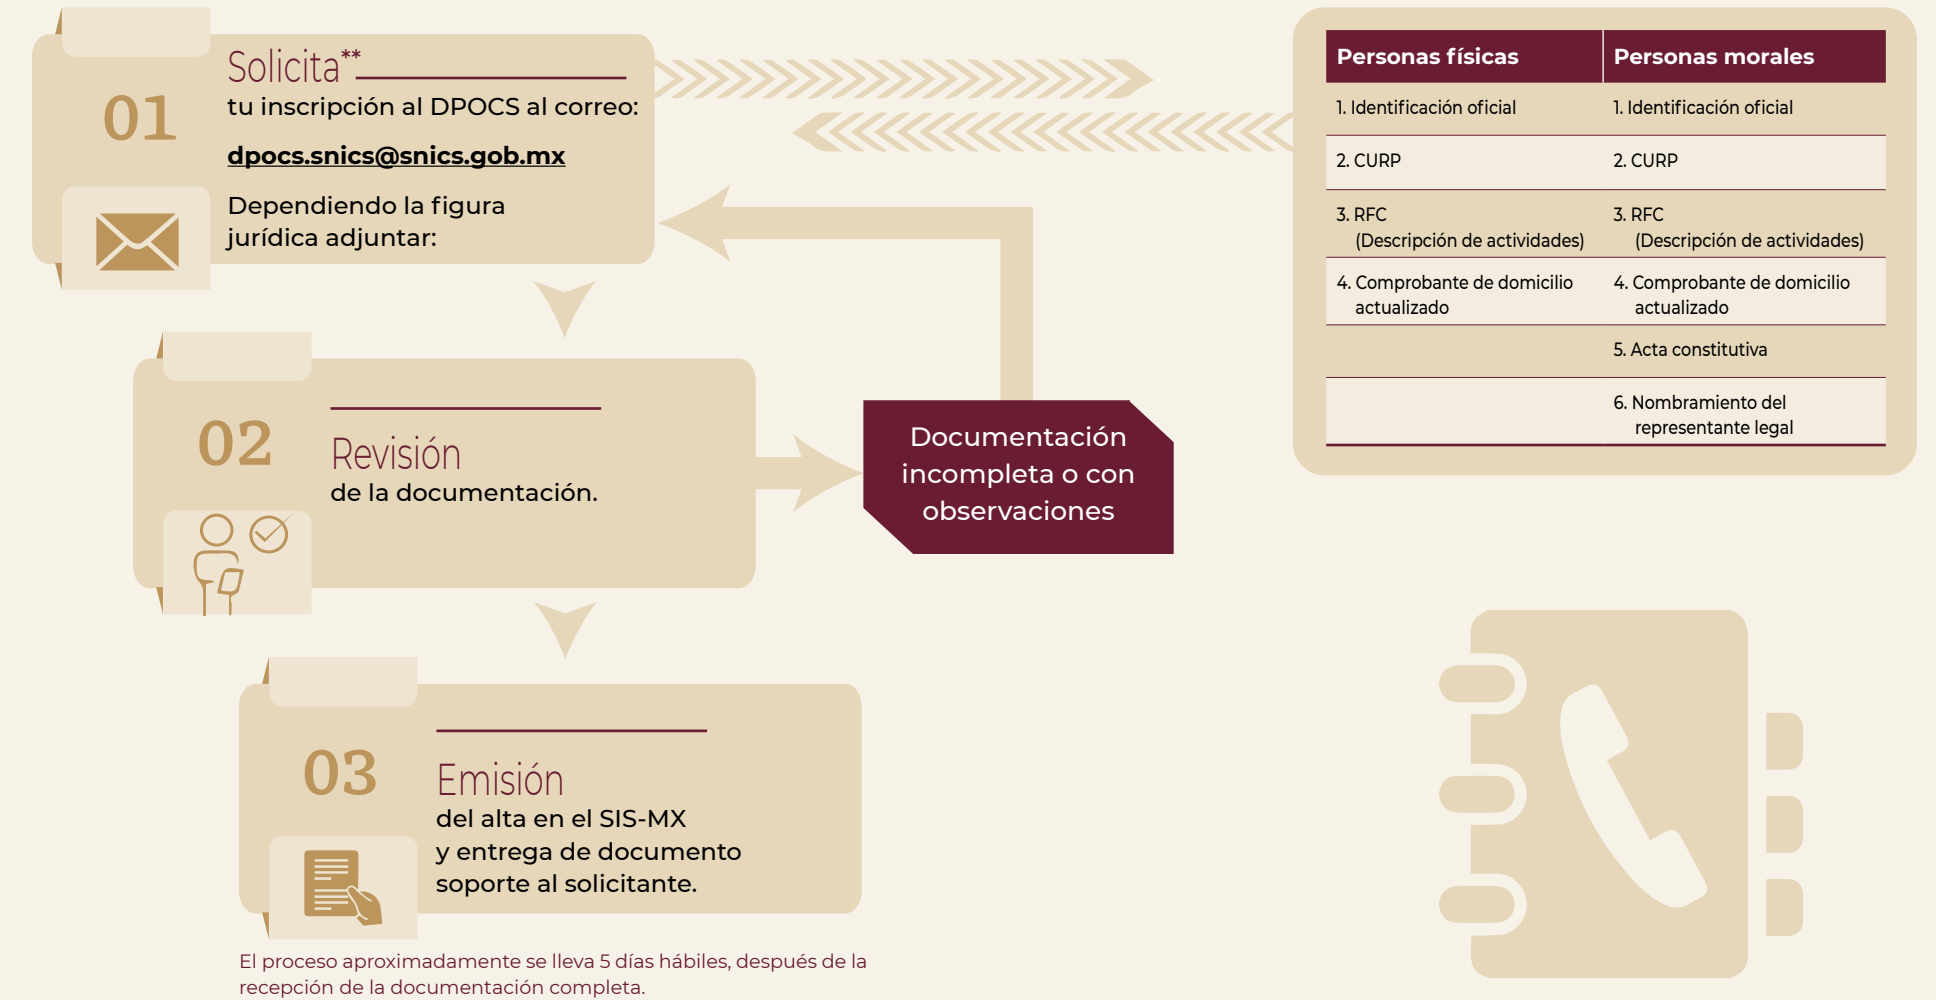 01
Solicita**
tu inscripción al DPOCS al correo:
dpocs.snics@snics.gob.mx
Dependiendo la figura
jurídica adjuntar:
Personas físicas Personas morales
1. Identificación oficial 1. Identificación oficial
2. CURP 2. CURP
3. RFC 3. RFC
(Descripción de actividades) (Descripción de actividades)
4. Comprobante de domicilio 4. Comprobante de domicilio
actualizado actualizado
5. Acta constitutiva
6. Nombramiento del
representante legal
02
Revisión
de la documentación.
Documentación
incompleta o con
observaciones
03
Emisión
del alta en el SIS-MX
y entrega de documento
soporte al solicitante.
El proceso aproximadamente se lleva 5 días hábiles, después de la
recepción de la documentación completa.